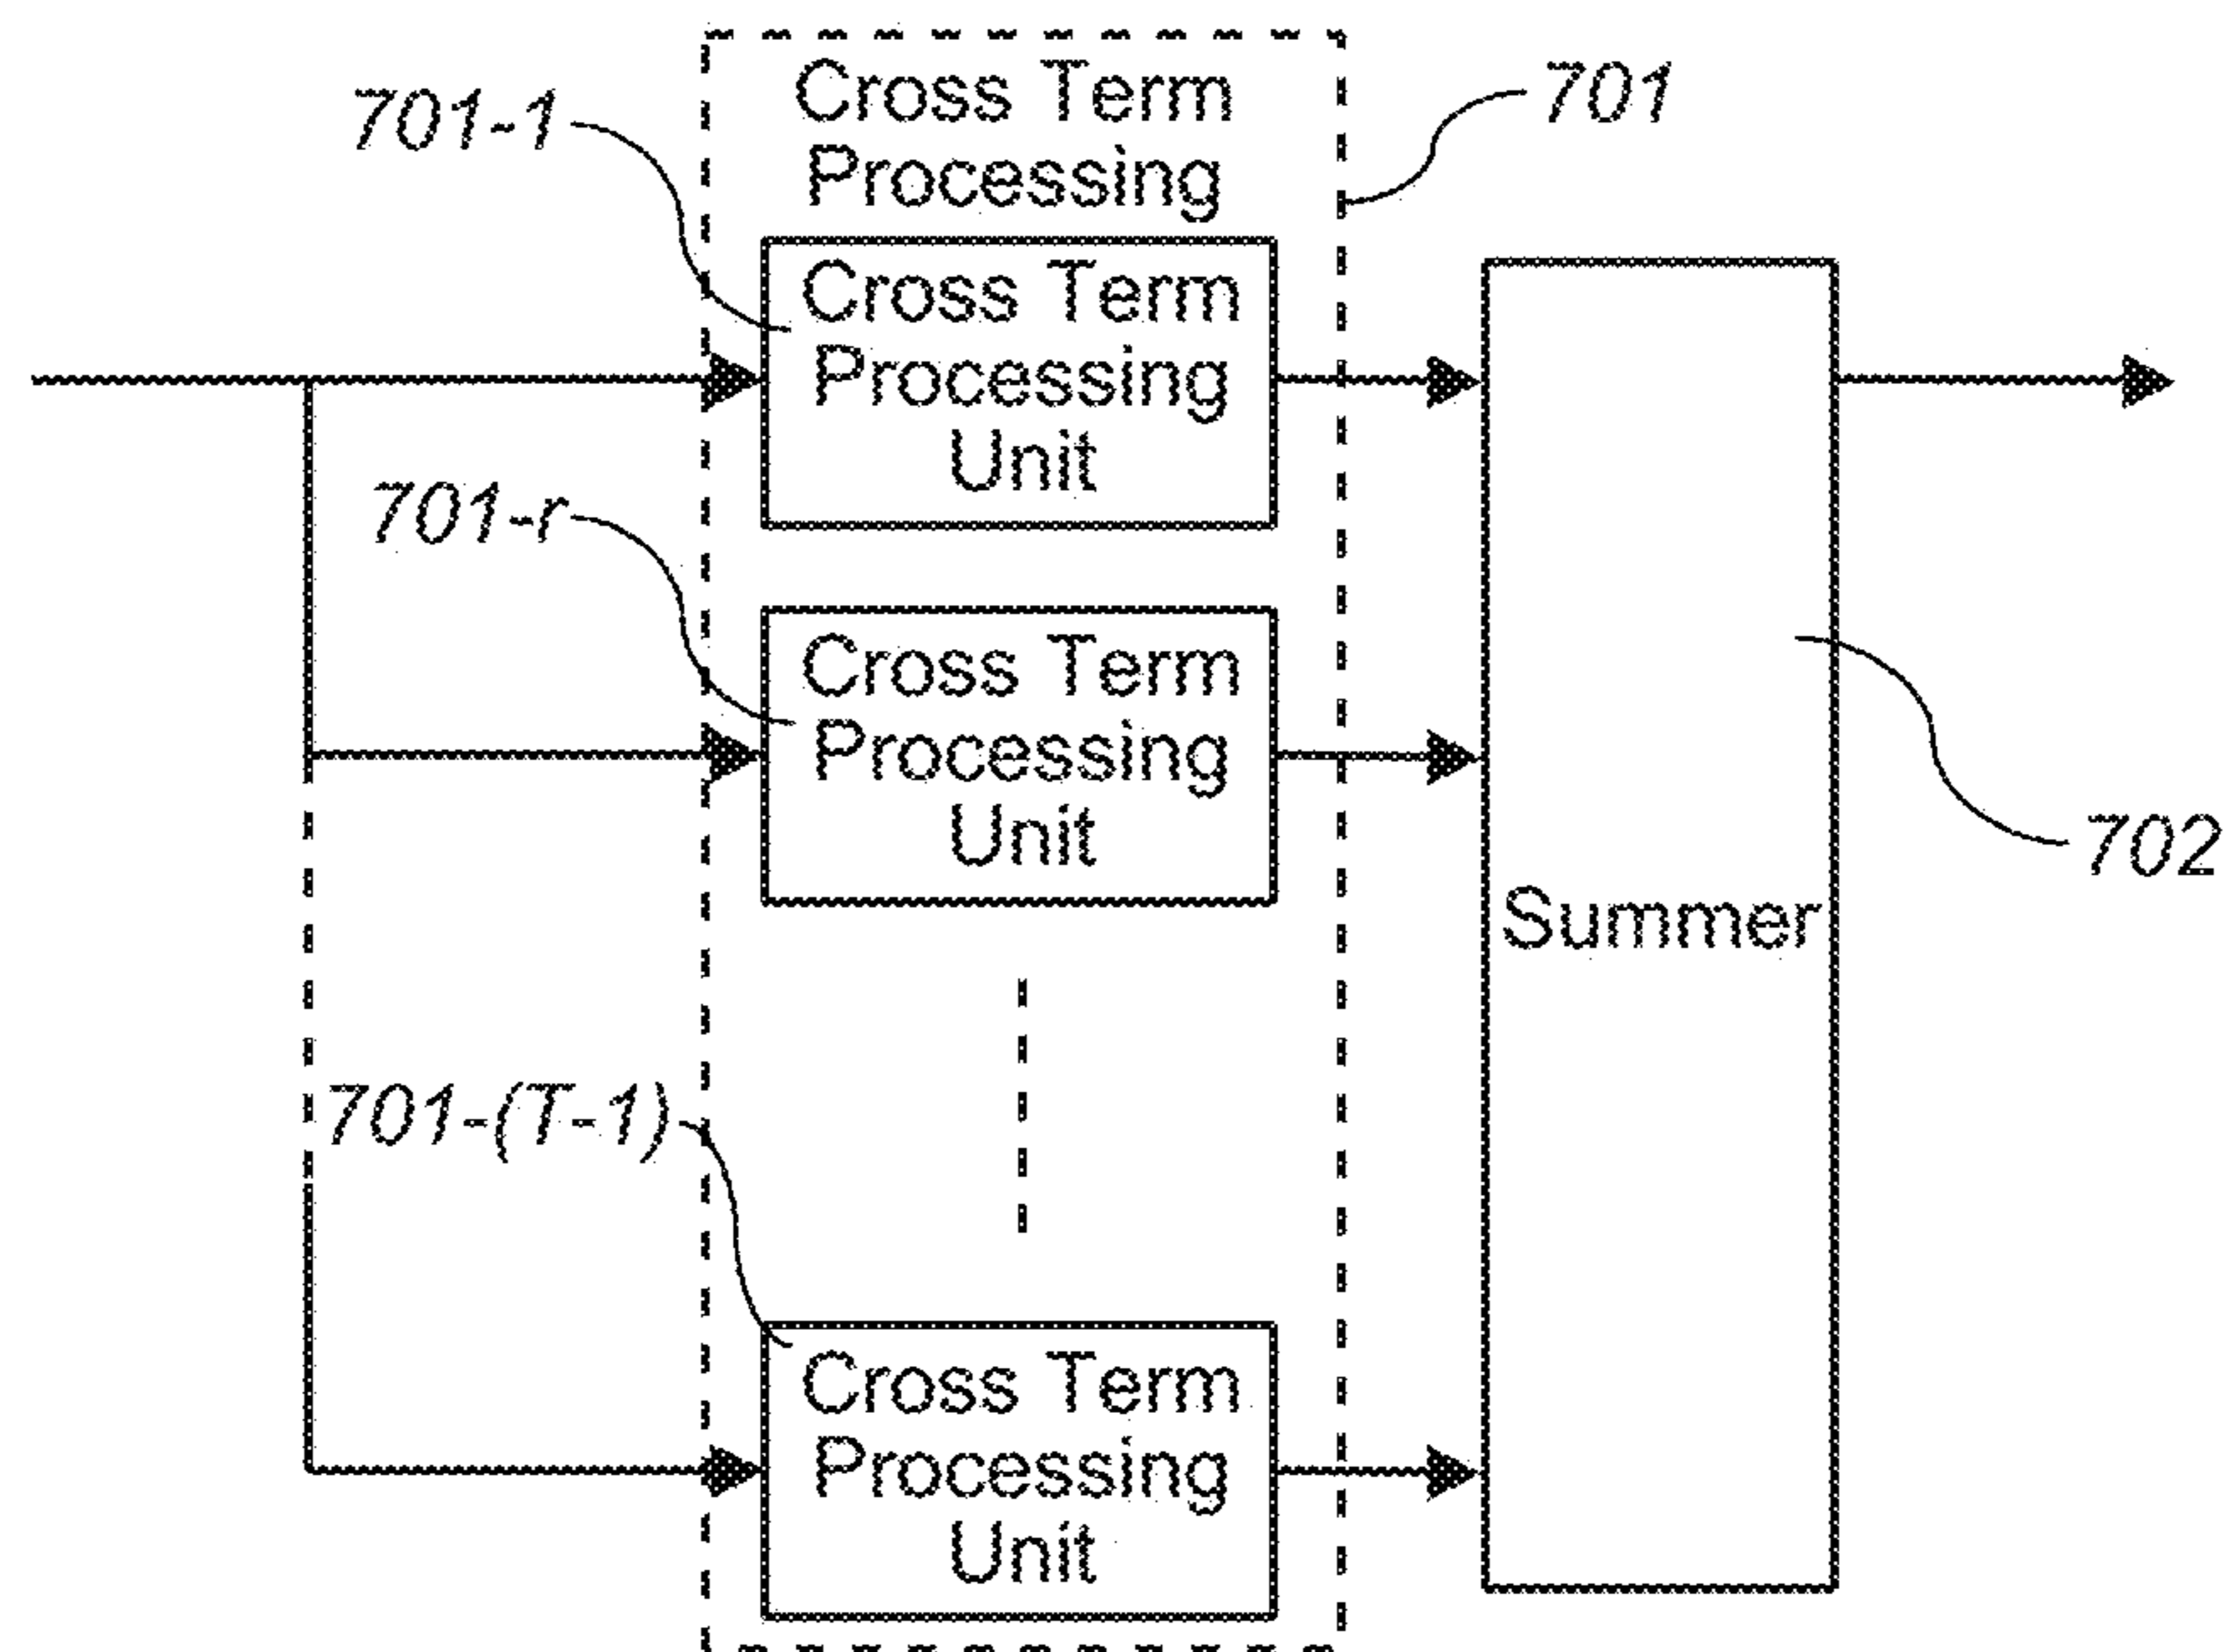 Cross Term
Processing
701
701-1
Cross Term
Processing
Unit
701-r
Cross Term
Processing
Unit
702
Summer
701-(T-1)
Cross Term
Processing
Unit